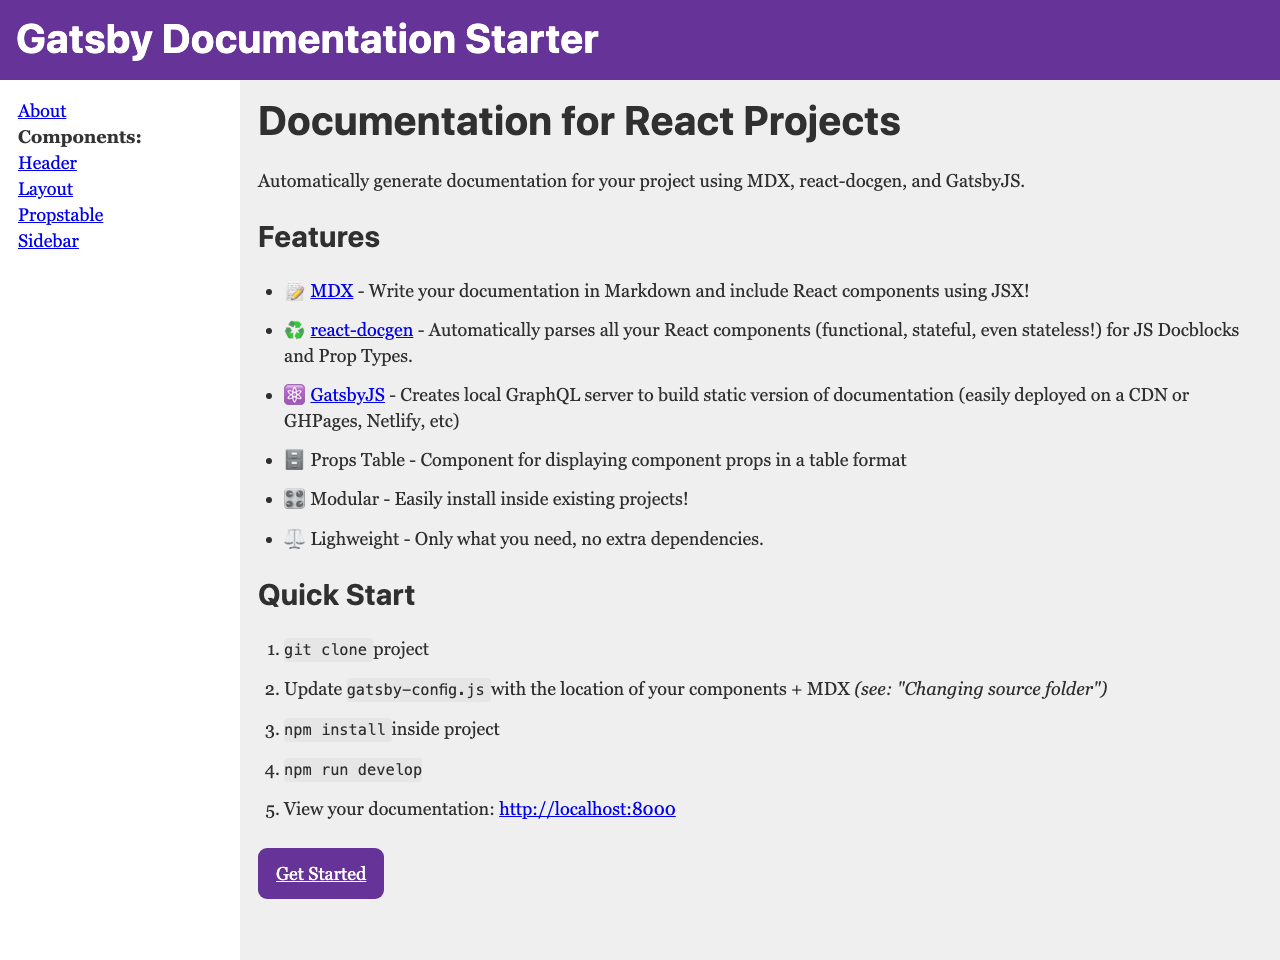 Gatsby Documentation Starter
About
Components:
Header
Layout
Propstable
Sidebar
Documentation for React Projects
Automatically generate documentation for your project using MDX, react-docgen, and GatsbyJS.
Features
• 📝 MDX - Write your documentation in Markdown and include React components using JSX!
• ♻️ react-docgen - Automatically parses all your React components (functional, stateful, even stateless!) for JS Docblocks
and Prop Types.
• ⚛️ GatsbyJS - Creates local GraphQL server to build static version of documentation (easily deployed on a CDN or
GHPages, Netlify, etc)
• 🗄️ Props Table - Component for displaying component props in a table format
• 🎛️ Modular - Easily install inside existing projects!
• ⚖️ Lighweight - Only what you need, no extra dependencies.
Quick Start
1. git clone project
2. Update gatsby-config.js with the location of your components + MDX (see: "Changing source folder")
3. npm install inside project
4. npm run develop
5. View your documentation: http://localhost:8000
Get Started